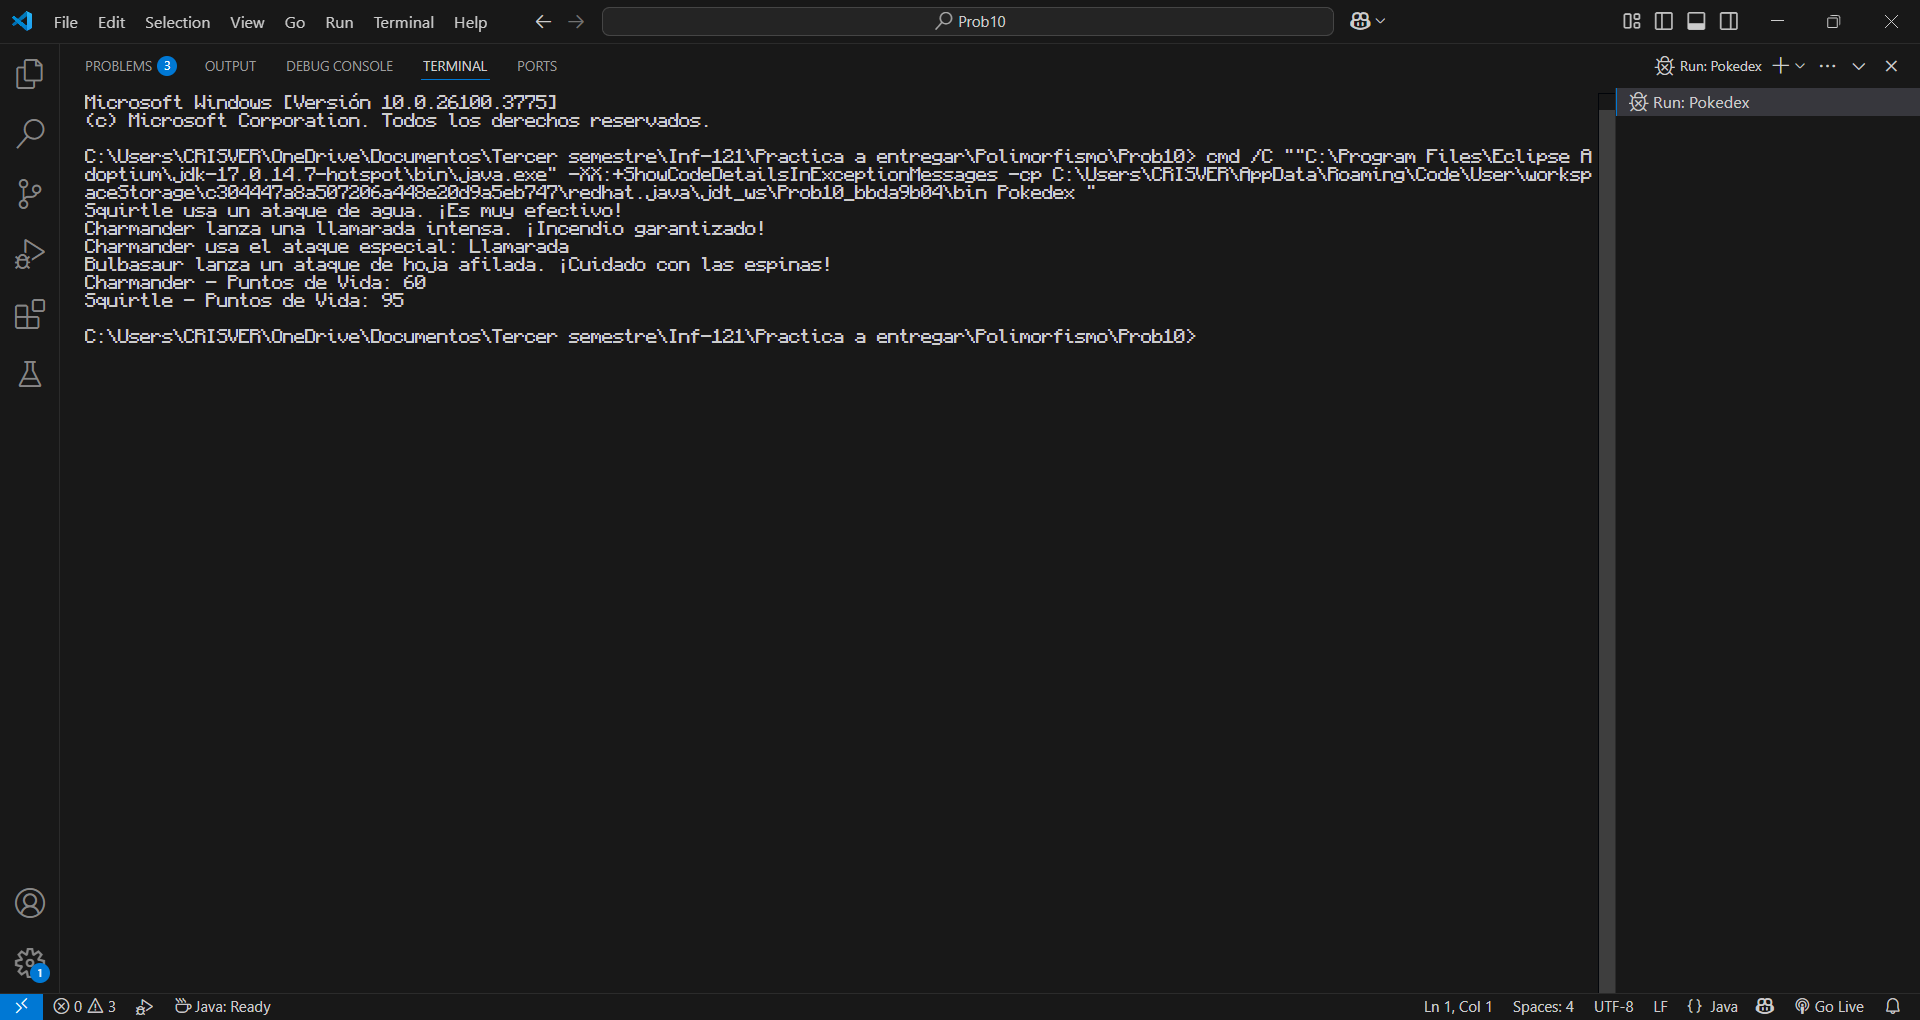 File Edit Selection View Go Run Terminal Help Prob10
PROBLEMS 3 OUTPUT DEBUG CONSOLE TERMINAL PORTS Run: Pokedex
Run: Pokedex
Microsoft Windows [Versión 10.0.26100.3775]
(c) Microsoft Corporation. Todos los derechos reservados.
C:\Users\CRISVER\OneDrive\Documentos\Tercer semestre\Inf-121\Practica a entregar\Polimorfismo\Prob10> cmd /C ""C:\Program Files\Eclipse A
doptium\jdk-17.0.14.7-hotspot\bin\java.exe" -XX:+ShowCodeDetailsInExceptionMessages -cp C:\Users\CRISVER\AppData\Roaming\Code\User\worksp
aceStorage\c304447a8a507206a448e20d9a5eb747\redhat.java\jdt_ws\Prob10_bbda9b04\bin Pokedex "
Squirtle usa un ataque de agua. ¡Es muy efectivo!
Charmander lanza una llamarada intensa. ¡Incendio garantizado!
Charmander usa el ataque especial: Llamarada
Bulbasaur lanza un ataque de hoja afilada. ¡Cuidado con las espinas!
Charmander - Puntos de Vida: 60
Squirtle - Puntos de Vida: 95
C:\Users\CRISVER\OneDrive\Documentos\Tercer semestre\Inf-121\Practica a entregar\Polimorfismo\Prob10>
1
0 3 Java: Ready Ln 1, Col 1 Spaces: 4 UTF-8 LF {} Java Go Live